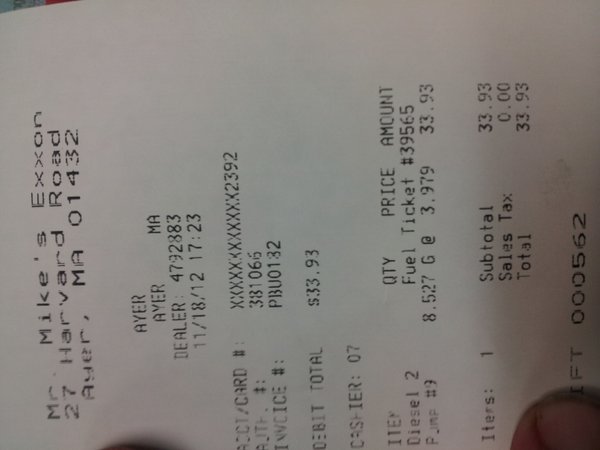 Mr. Mike's Exxon
27 Harvard Road
Ayer, MA 01432
AYER
AYER MA
DEALER: 4792883
11/18/12 17:23
ACCT/CARD #: XXXXXXXXXXXX2392
AUTH. #: 381066
INVOICE #: PBU0132
DEBIT TOTAL $33.93
CASHIER: 07
ITEM QTY PRICE AMOUNT
Diesel 2 Fuel Ticket #39565
Pump #9 8.527 G @ 3.979 33.93
Items: 1 Subtotal 33.93
Sales Tax 0.00
Total 33.93
IFT 000562